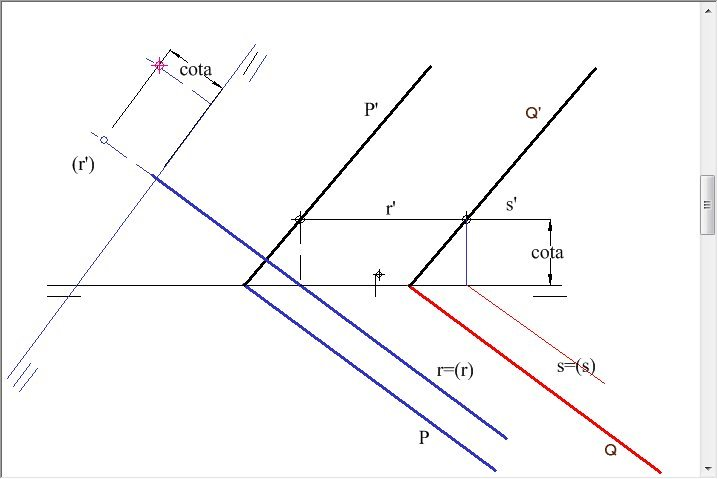 cota
P'
Q'
(r')
r'
s'
cota
r=(r)
s=(s)
P
Q